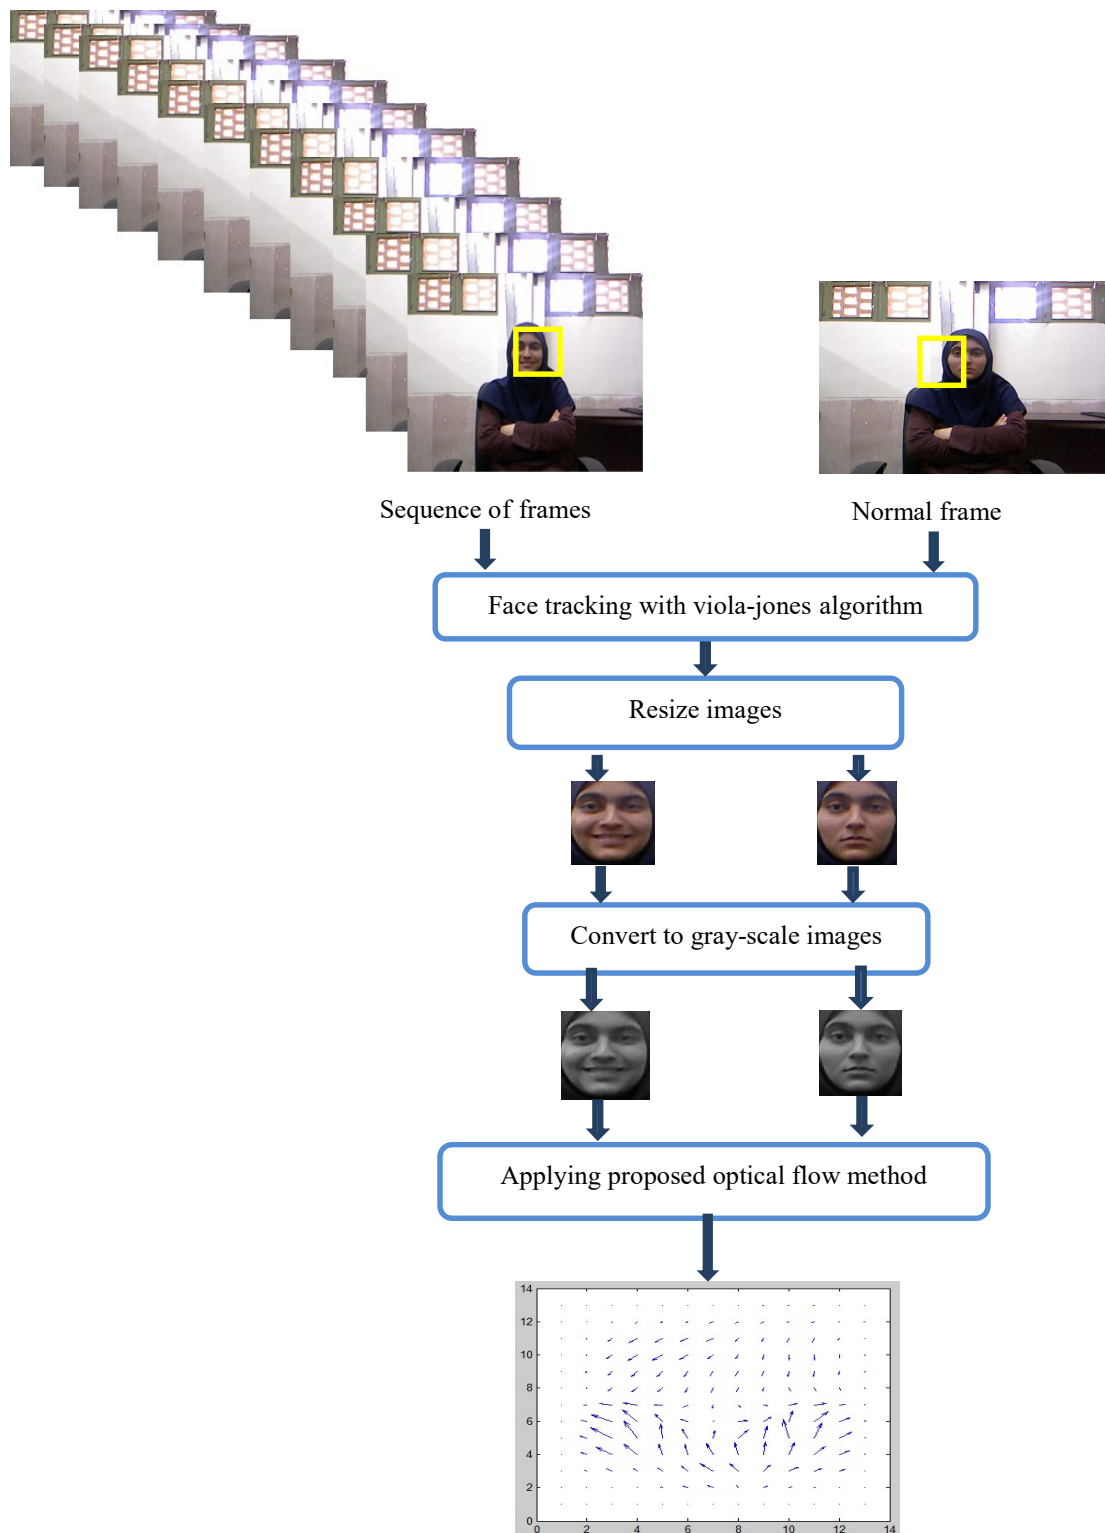 Sequence of frames
Normal frame
Face tracking with viola-jones algorithm
Resize images
Convert to gray-scale images
Applying proposed optical flow method
14
12
10
8
6
4
2
0
0 2 4 6 8 10 12 14